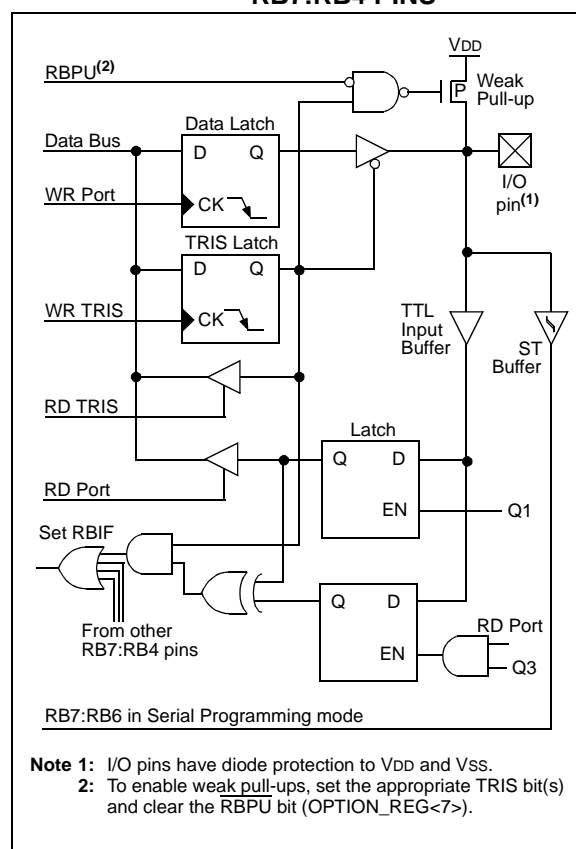 RB7:RB4 PINS
VDD
RBPU(2)
P
Weak
Pull-up
Data Latch
Data Bus
D
Q
I/O
pin(1)
WR Port
CK
TRIS Latch
D
Q
WR TRIS
CK
TTL
Input
Buffer
ST
Buffer
RD TRIS
Latch
Q
D
RD Port
EN
Q1
Set RBIF
Q
D
RD Port
From other
RB7:RB4 pins
EN
Q3
RB7:RB6 in Serial Programming mode
Note 1: I/O pins have diode protection to VDD and VSS.
2: To enable weak pull-ups, set the appropriate TRIS bit(s)
and clear the RBPU bit (OPTION_REG<7>).